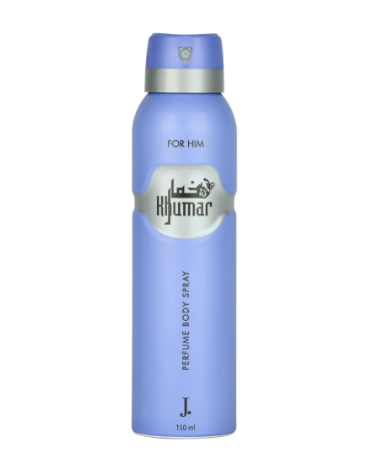 FOR HIM
خمار
Khumar
PERFUME BODY SPRAY
J.
150 ml